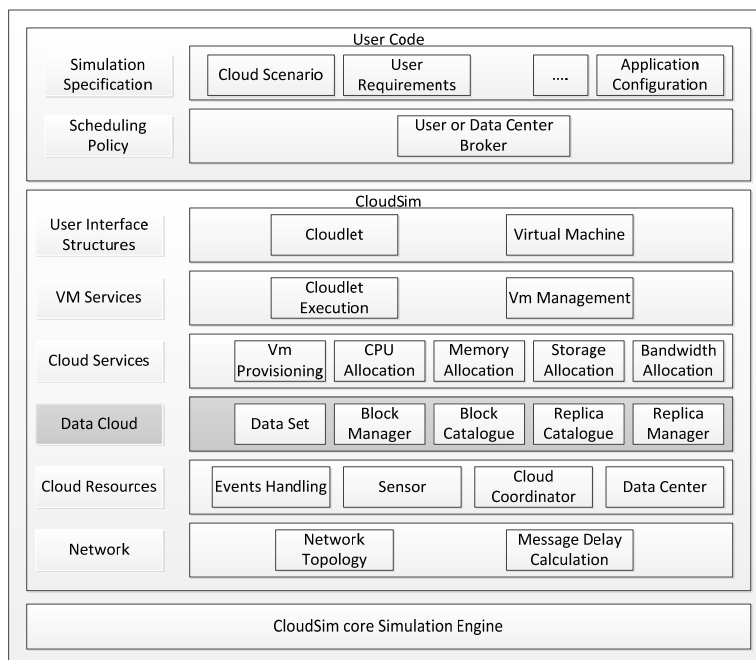 User Code
Simulation
Specification
Cloud Scenario
User
Requirements
....
Application
Configuration
Scheduling
Policy
User or Data Center
Broker
CloudSim
User Interface
Structures
Cloudlet
Virtual Machine
VM Services
Cloudlet
Execution
Vm Management
Cloud Services
Vm
Provisioning
CPU
Allocation
Memory
Allocation
Storage
Allocation
Bandwidth
Allocation
Data Cloud
Data Set
Block
Manager
Block
Catalogue
Replica
Catalogue
Replica
Manager
Cloud Resources
Events Handling
Sensor
Cloud
Coordinator
Data Center
Network
Network
Topology
Message Delay
Calculation
CloudSim core Simulation Engine